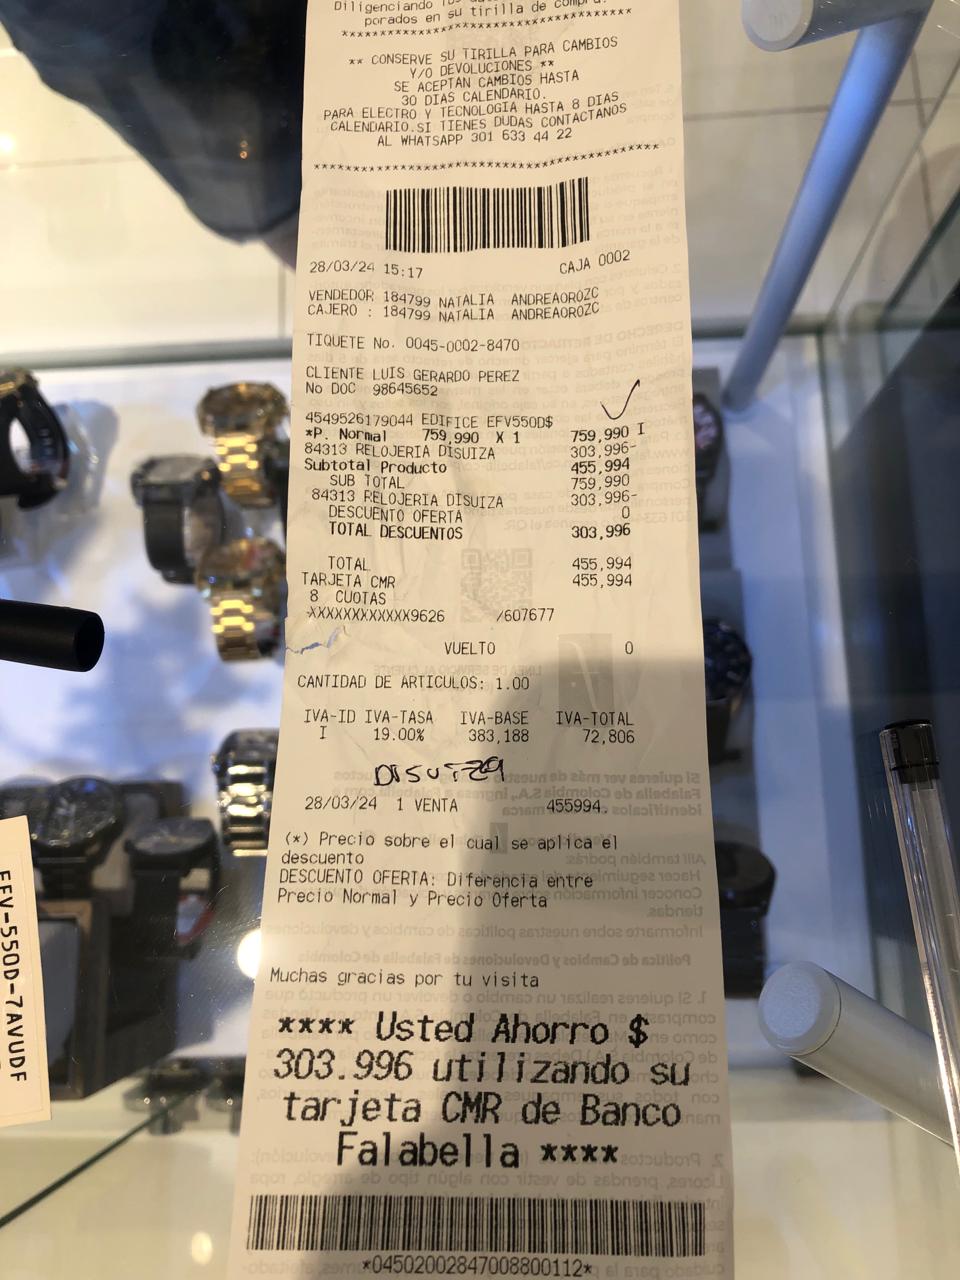 porados en su tirilla de compra.
************************************
** CONSERVE SU TIRILLA PARA CAMBIOS
Y/O DEVOLUCIONES **
SE ACEPTAN CAMBIOS HASTA
30 DIAS CALENDARIO.
PARA ELECTRO Y TECNOLOGIA HASTA 8 DIAS
CALENDARIO.SI TIENES DUDAS CONTACTANOS
AL WHATSAPP 301 633 44 22
****************************************
28/03/24 15:17 CAJA 0002
VENDEDOR 184799 NATALIA ANDREAOROZC
CAJERO : 184799 NATALIA ANDREAOROZC
TIQUETE No. 0045-0002-8470
CLIENTE LUIS GERARDO PEREZ
No DOC 98645652
4549526179044 EDIFICE EFV550D$
*P. Normal 759,990 X 1 759,990 I
84313 RELOJERIA DISUIZA 303,996-
Subtotal Producto 455,994
SUB TOTAL 759,990
84313 RELOJERIA DISUIZA 303,996-
DESCUENTO OFERTA 0
TOTAL DESCUENTOS 303,996
TOTAL 455,994
TARJETA CMR 455,994
8 CUOTAS
XXXXXXXXXXXX9626 /607677
VUELTO 0
CANTIDAD DE ARTICULOS: 1.00
IVA-ID IVA-TASA IVA-BASE IVA-TOTAL
I 19.00% 383,188 72,806
DISUIZA
28/03/24 1 VENTA 455994.
(*) Precio sobre el cual se aplica el
descuento
DESCUENTO OFERTA: Diferencia entre
Precio Normal y Precio Oferta
Muchas gracias por tu visita
**** Usted Ahorro $
303.996 utilizando su
tarjeta CMR de Banco
Falabella ****
*04502002847008800112*
EFV-550D-7AVUDF